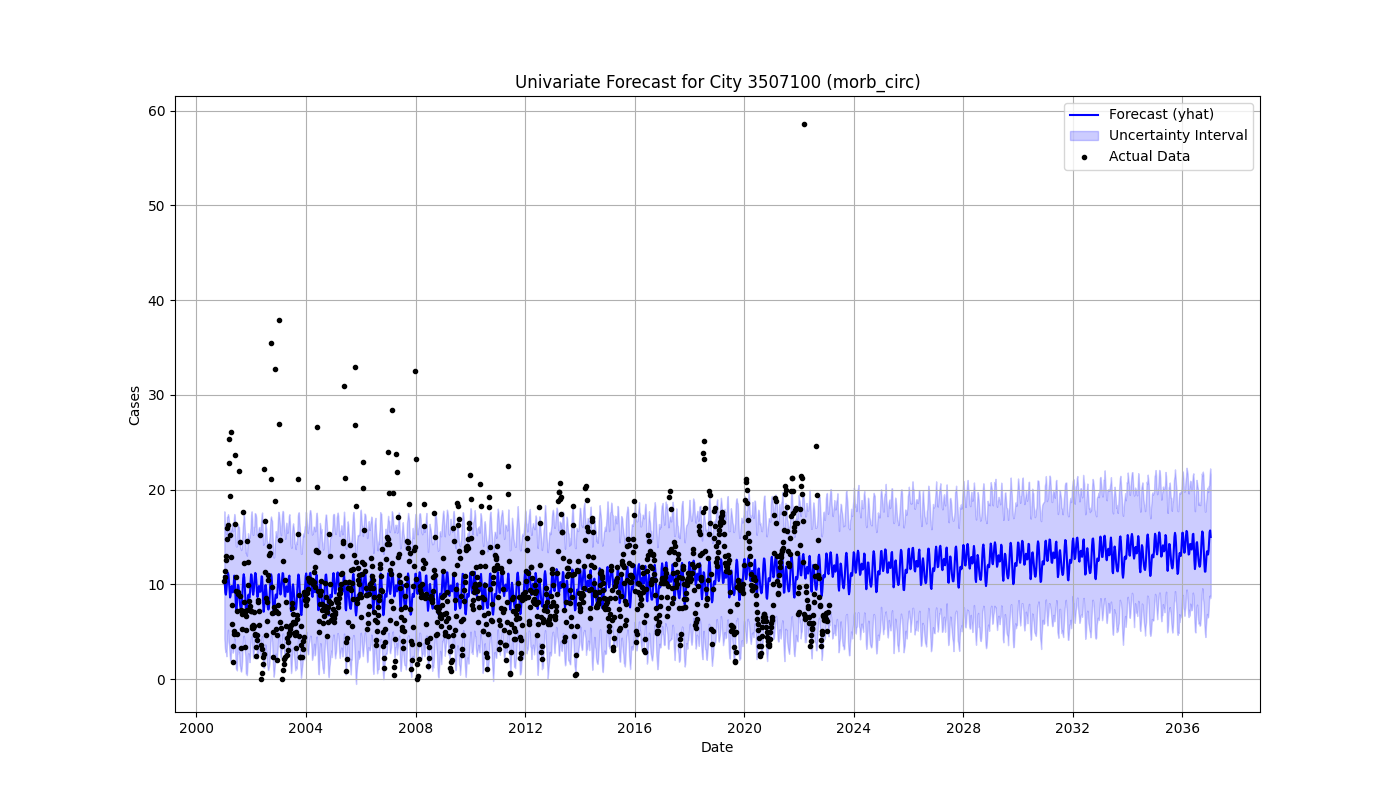 Univariate Forecast for City 3507100 (morb_circ)
Forecast (yhat)
Uncertainty Interval
Actual Data
60
50
40
30
20
10
0
Cases
2000 2004 2008 2012 2016 2020 2024 2028 2032 2036
Date